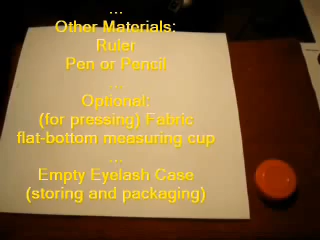 ...
Other Materials:
Ruler
Pen or Pencil
.
Optional:
(for pressing) Fabric
flat-bottom measuring cup
...
Empty Eyelash Case
(storing and packaging)